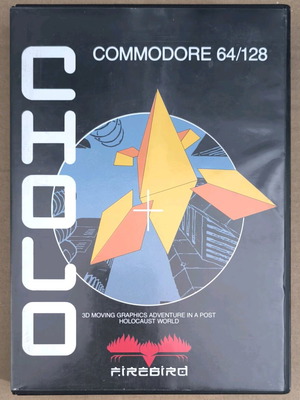 CHOLO
COMMODORE 64/128
3D MOVING GRAPHICS ADVENTURE IN A POST
HOLOCAUST WORLD
FIREBIRD